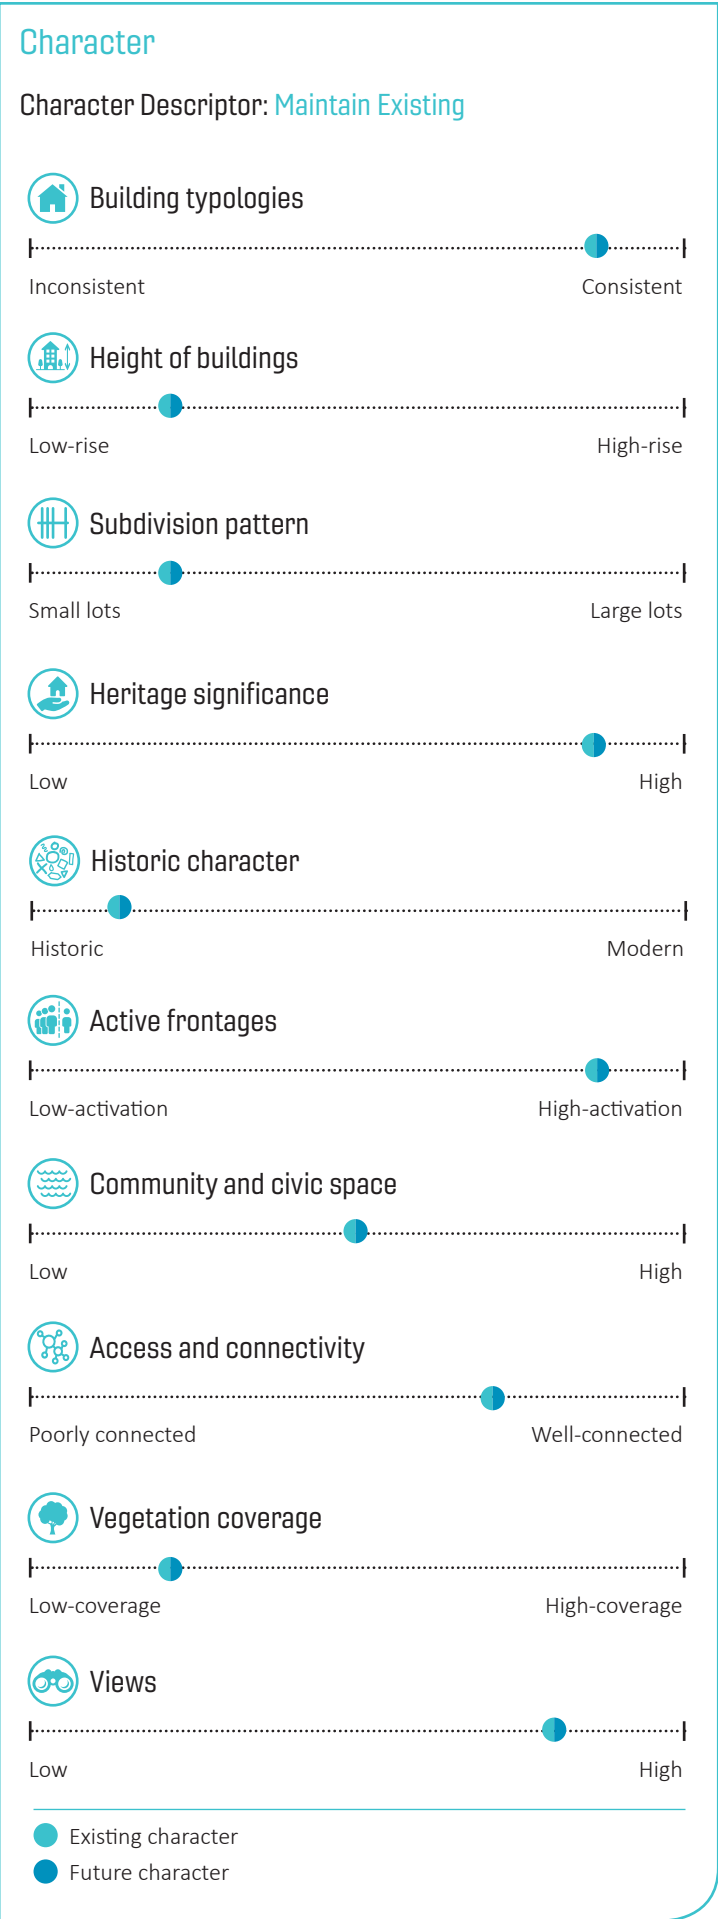 Character
Character Descriptor: Maintain Existing
Building typologies
Inconsistent Consistent
Height of buildings
Low-rise High-rise
Subdivision pattern
Small lots Large lots
Heritage significance
Low High
Historic character
Historic Modern
Active frontages
Low-activation High-activation
Community and civic space
Low High
Access and connectivity
Poorly connected Well-connected
Vegetation coverage
Low-coverage High-coverage
Views
Low High
Existing character
Future character